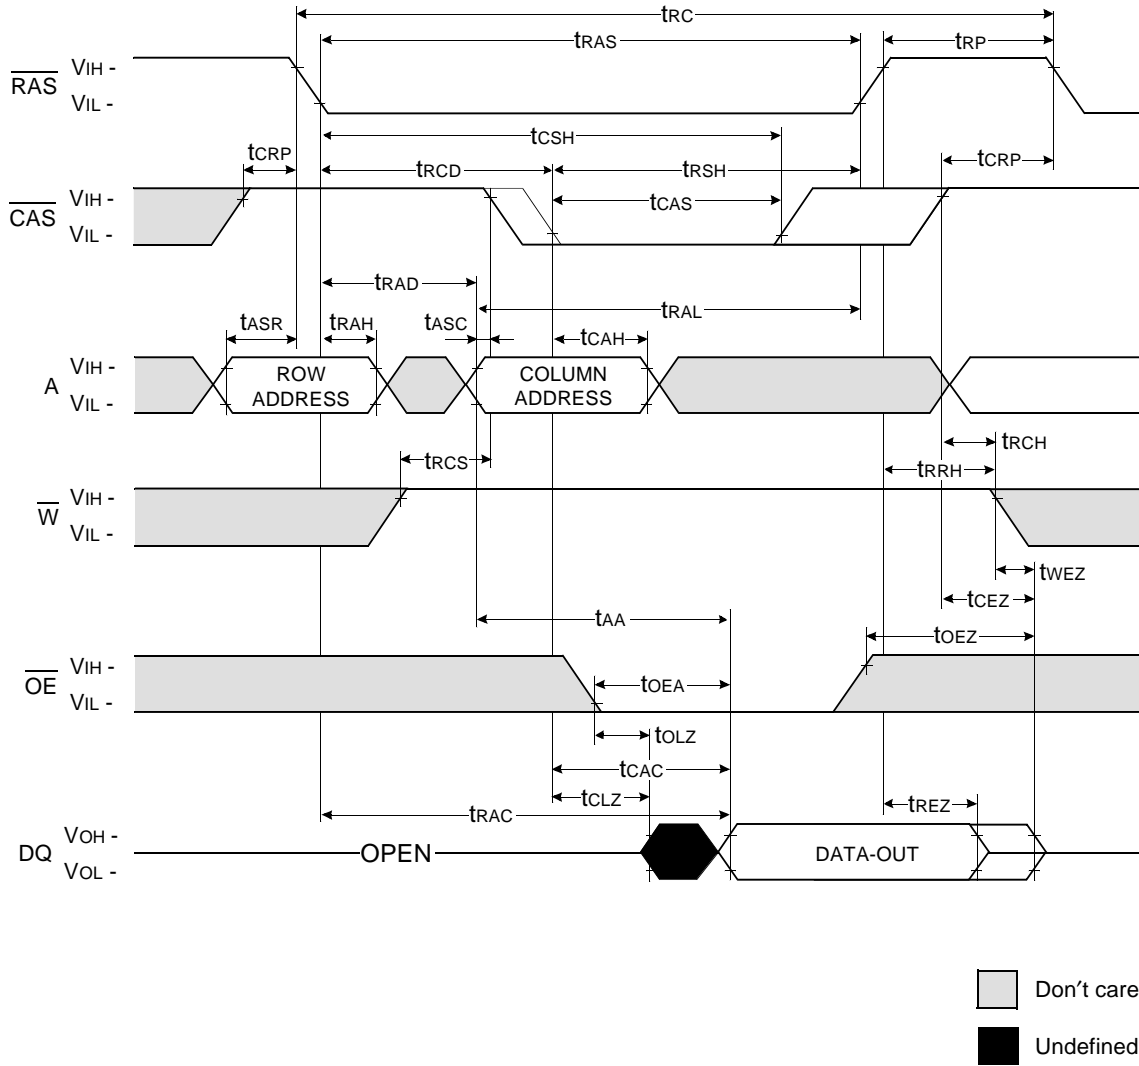 tRC
tRAS
tRP
RAS
VIH -
VIL -
tCSH
tCRP
tRCD
tRSH
tCRP
CAS
VIH -
VIL -
tCAS
tRAD
tRAL
tASR
tRAH
tASC
tCAH
A
VIH -
VIL -
ROW
ADDRESS
COLUMN
ADDRESS
tRCH
tRCS
tRRH
W
VIH -
VIL -
tWEZ
tCEZ
tAA
tOEZ
OE
VIH -
VIL -
tOEA
tOLZ
tCAC
tCLZ
tREZ
tRAC
DQ
VOH -
VOL -
OPEN
DATA-OUT
Don′t care
Undefined